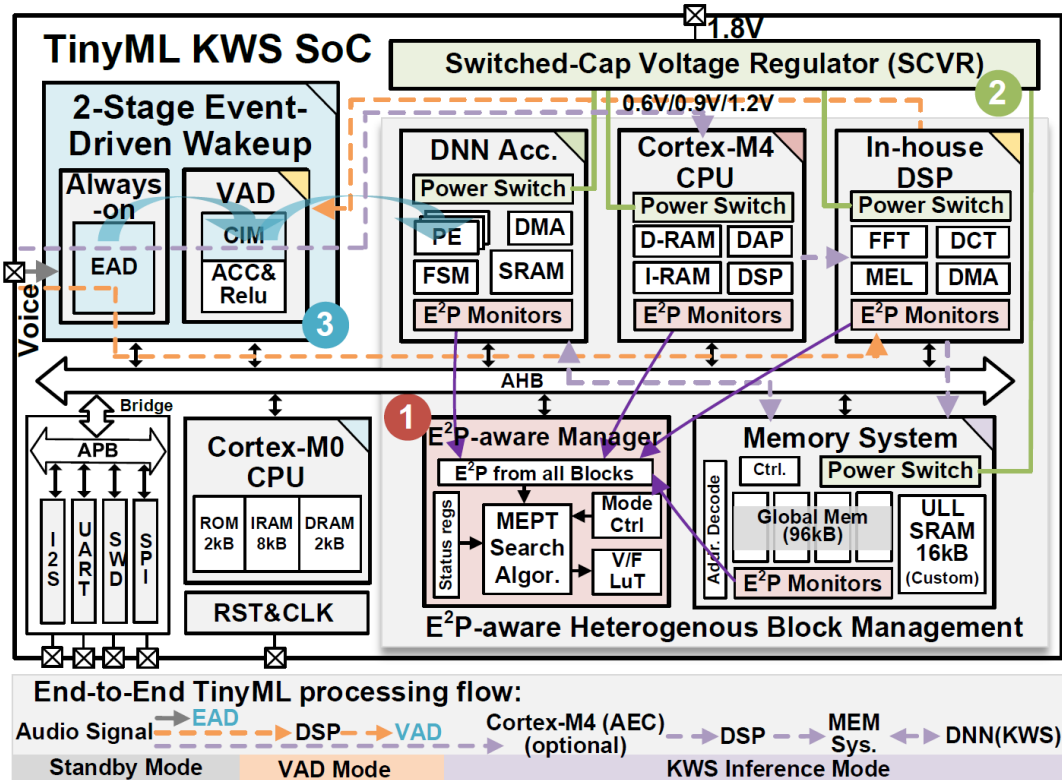 1.8V
TinyML KWS SoC
Switched-Cap Voltage Regulator (SCVR)
2
0.6V/0.9V/1.2V
2-Stage Event-
Driven Wakeup
Always
-on
EAD
VAD
CIM
ACC&
Relu
3
Voice
DNN Acc.
Power Switch
PE
DMA
FSM
SRAM
E²P Monitors
Cortex-M4
CPU
Power Switch
D-RAM
DAP
I-RAM
DSP
E²P Monitors
In-house
DSP
Power Switch
FFT
DCT
MEL
DMA
E²P Monitors
AHB
Bridge
APB
I2S
UART
SWD
SPI
Cortex-M0
CPU
ROM
2kB
IRAM
8kB
DRAM
2kB
RST&CLK
1
E²P-aware Manager
E²P from all Blocks
Status regs
MEPT
Search
Algor.
Mode
Ctrl
V/F
LuT
Memory System
Addr. Decode
Ctrl.
Power Switch
Global Mem
(96kB)
ULL
SRAM
16kB
(Custom)
E²P Monitors
E²P-aware Heterogenous Block Management
End-to-End TinyML processing flow:
Audio Signal
EAD
DSP
VAD
Cortex-M4 (AEC)
(optional)
DSP
MEM
Sys.
DNN(KWS)
Standby Mode
VAD Mode
KWS Inference Mode